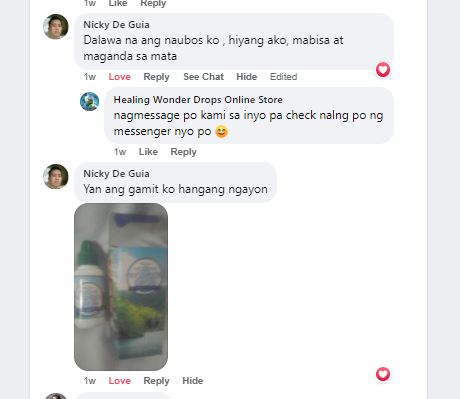 1w Like Reply
Nicky De Guia
Dalawa na ang naubos ko , hiyang ako, mabisa at
maganda sa mata
1w Love Reply See Chat Hide Edited
Healing Wonder Drops Online Store
nagmessage po kami sa inyo pa check nalng po ng
messenger nyo po 😊
1w Like Reply
Nicky De Guia
Yan ang gamit ko hangang ngayon
1w Love Reply Hide